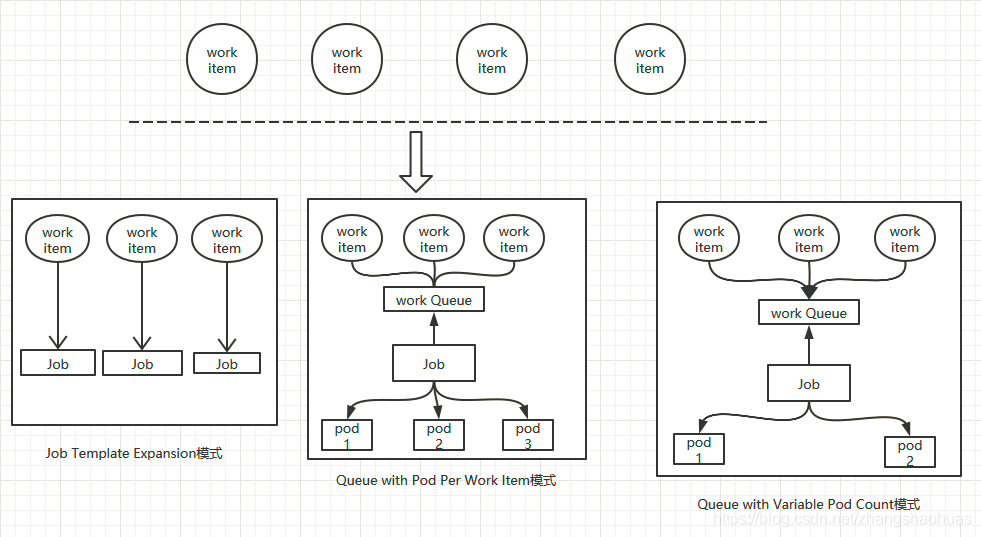 work
item
work
item
work
item
work
item
work
item
work
item
work
item
Job
Job
Job
Job Template Expansion模式
work
item
work
item
work
item
work Queue
Job
pod
1
pod
2
pod
3
Queue with Pod Per Work Item模式
work
item
work
item
work
item
work Queue
Job
pod
1
pod
2
Queue with Variable Pod Count模式
https://blog.csdn.net/zhangshaohuas